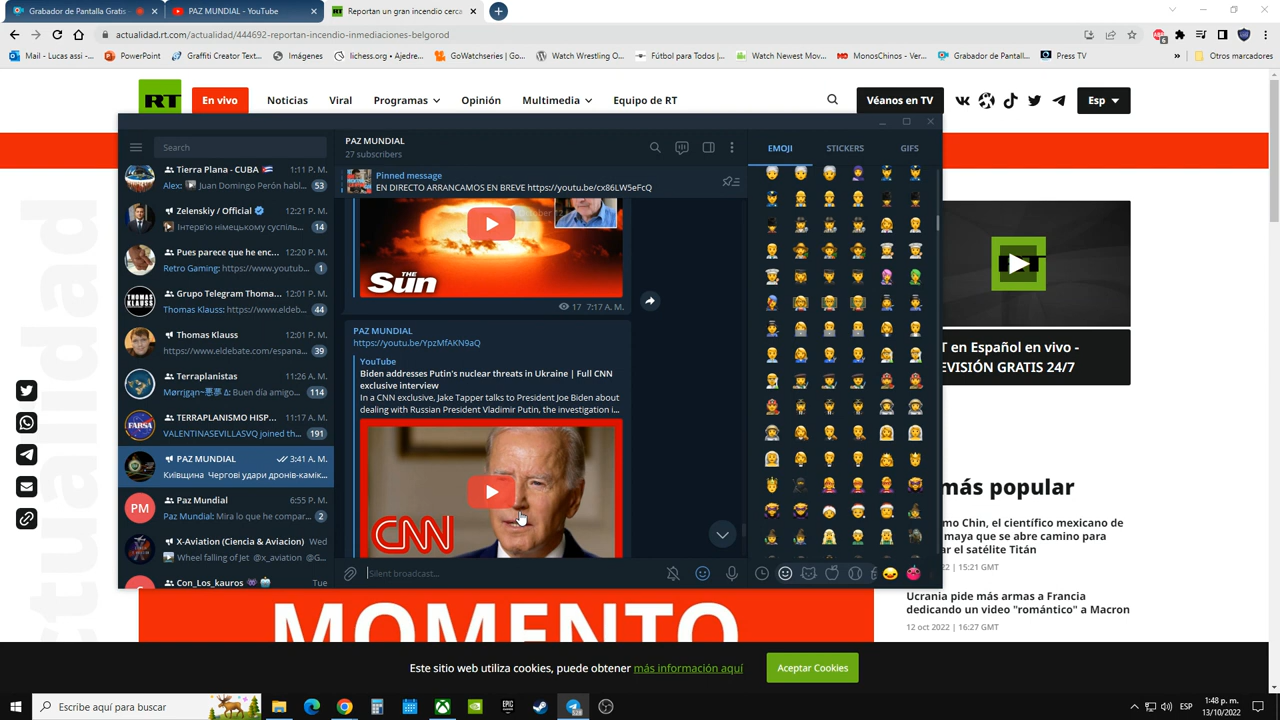 Grabador de Pantalla Gratis -
PAZ MUNDIAL - YouTube
Reportan un gran incendio cerca
actualidad.rt.com/actualidad/444692-reportan-incendio-inmediaciones-belgorod
Mail - Lucas assi -...
PowerPoint
Graffiti Creator:Text...
Imágenes
lichess.org • Ajedre...
GoWatchseries | Go...
Watch Wrestling O...
Fútbol para Todos |...
Watch Newest Mov...
MonosChinos - Ver...
Grabador de Pantall...
Press TV
»
Otros marcadores
RT
En vivo
Noticias
Viral
Programas
Opinión
Multimedia
Equipo de RT
Véanos en TV
Esp
Search
Tierra Plana - CUBA
1:11 P. M.
Alex: Juan Domingo Perón habl...
53
Zelenskiy / Official
12:21 P. M.
Інтерв'ю німецькому суспіль...
14
Pues parece que he enc...
12:20 P. M.
Retro Gaming: https://www.youtub...
1
Grupo Telegram Thoma...
12:01 P. M.
Thomas Klauss: https://www.eldeb...
44
Thomas Klauss
12:01 P. M.
https://www.eldebate.com/espana...
39
Terraplanistas
11:26 A. M.
114
TERRAPLANISMO HISP...
11:17 A. M.
VALENTINASEVILLASVQ joined th...
191
PAZ MUNDIAL
3:41 A. M.
Київщина Чергові удари дронів-камік...
PM
Paz Mundial
6:55 P. M.
Paz Mundial: Mira lo que he compar...
2
X-Aviation (Ciencia & Aviacion)
Wed
Wheel falling of Jet @x_aviation @G...
Con_Los_kauros
Tue
PAZ MUNDIAL
27 subscribers
Pinned message
EN DIRECTO ARRANCAMOS EN BREVE https://youtu.be/cx86LW5eFcQ
THE
Sun
17 7:17 A. M.
PAZ MUNDIAL
https://youtu.be/YpzMfAKN9aQ
YouTube
Biden addresses Putin's nuclear threats in Ukraine | Full CNN
exclusive interview
In a CNN exclusive, Jake Tapper talks to President Joe Biden about
dealing with Russian President Vladimir Putin, the investigation i...
CNN
Silent broadcast...
EMOJI
STICKERS
GIFS
T en Español en vivo -
EVISIÓN GRATIS 24/7
más popular
mo Chin, el científico mexicano de
maya que se abre camino para
ar el satélite Titán
22 | 15:21 GMT
Ucrania pide más armas a Francia
dedicando un video "romántico" a Macron
12 oct 2022 | 16:27 GMT
MOMENTO
Este sitio web utiliza cookies, puede obtener más información aquí
Aceptar Cookies
Escribe aquí para buscar
ESP
1:48 p. m.
13/10/2022